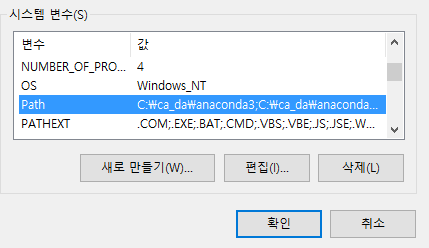 시스템 변수(S)
변수 값
NUMBER_OF_PRO... 4
OS Windows_NT
Path C:₩ca_da₩anaconda3;C:₩ca_da₩anaconda...
PATHEXT .COM;.EXE;.BAT;.CMD;.VBS;.VBE;.JS;.JSE;.W...
새로 만들기(W)... 편집(I)... 삭제(L)
확인 취소